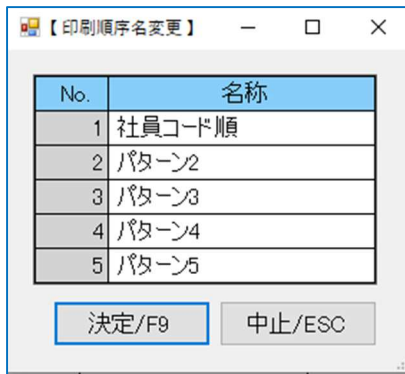 【印刷順序名変更】
No. 名称
1 社員コード順
2 パターン2
3 パターン3
4 パターン4
5 パターン5
決定/F9 中止/ESC